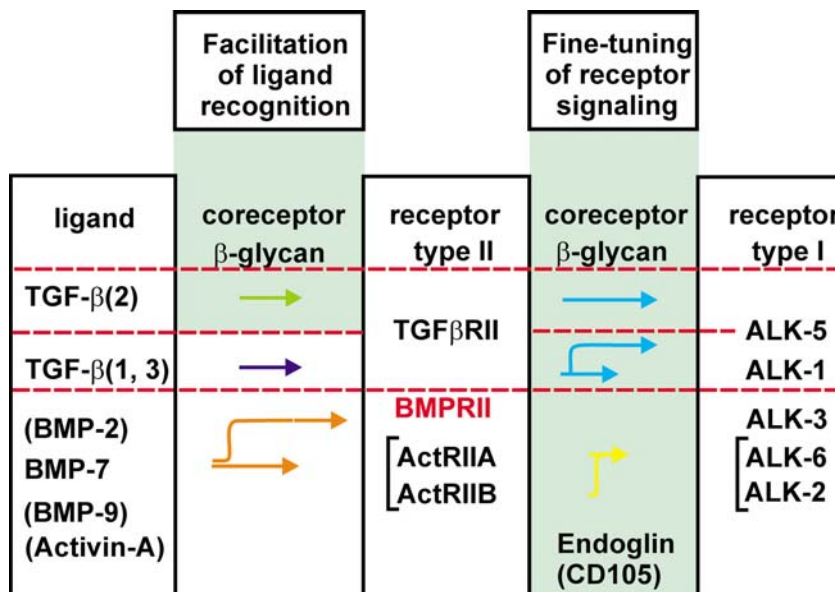 Facilitation
of ligand
recognition
Fine-tuning
of receptor
signaling
ligand
coreceptor
β-glycan
receptor
type II
coreceptor
β-glycan
receptor
type I
TGF-β(2)
TGF-β(1, 3)
TGFβRII
ALK-5
ALK-1
(BMP-2)
BMP-7
(BMP-9)
(Activin-A)
BMPRII
ActRIIA
ActRIIB
Endoglin
(CD105)
ALK-3
ALK-6
ALK-2